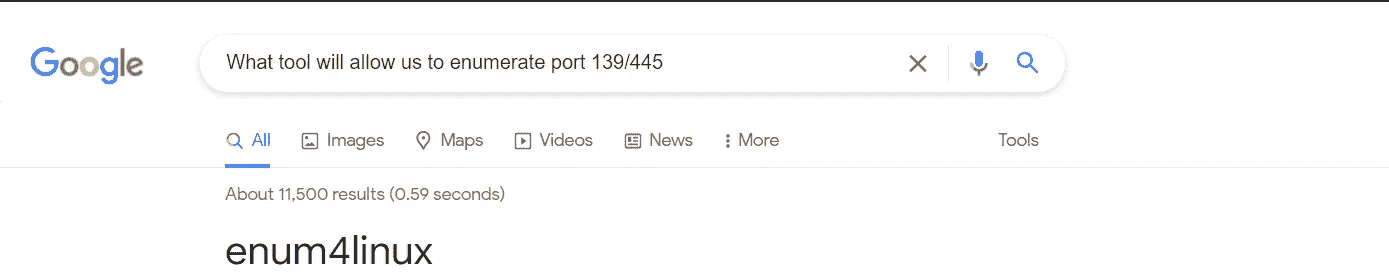 Google What tool will allow us to enumerate port 139/445
All Images Maps Videos News More Tools
About 11,500 results (0.59 seconds)
enum4linux